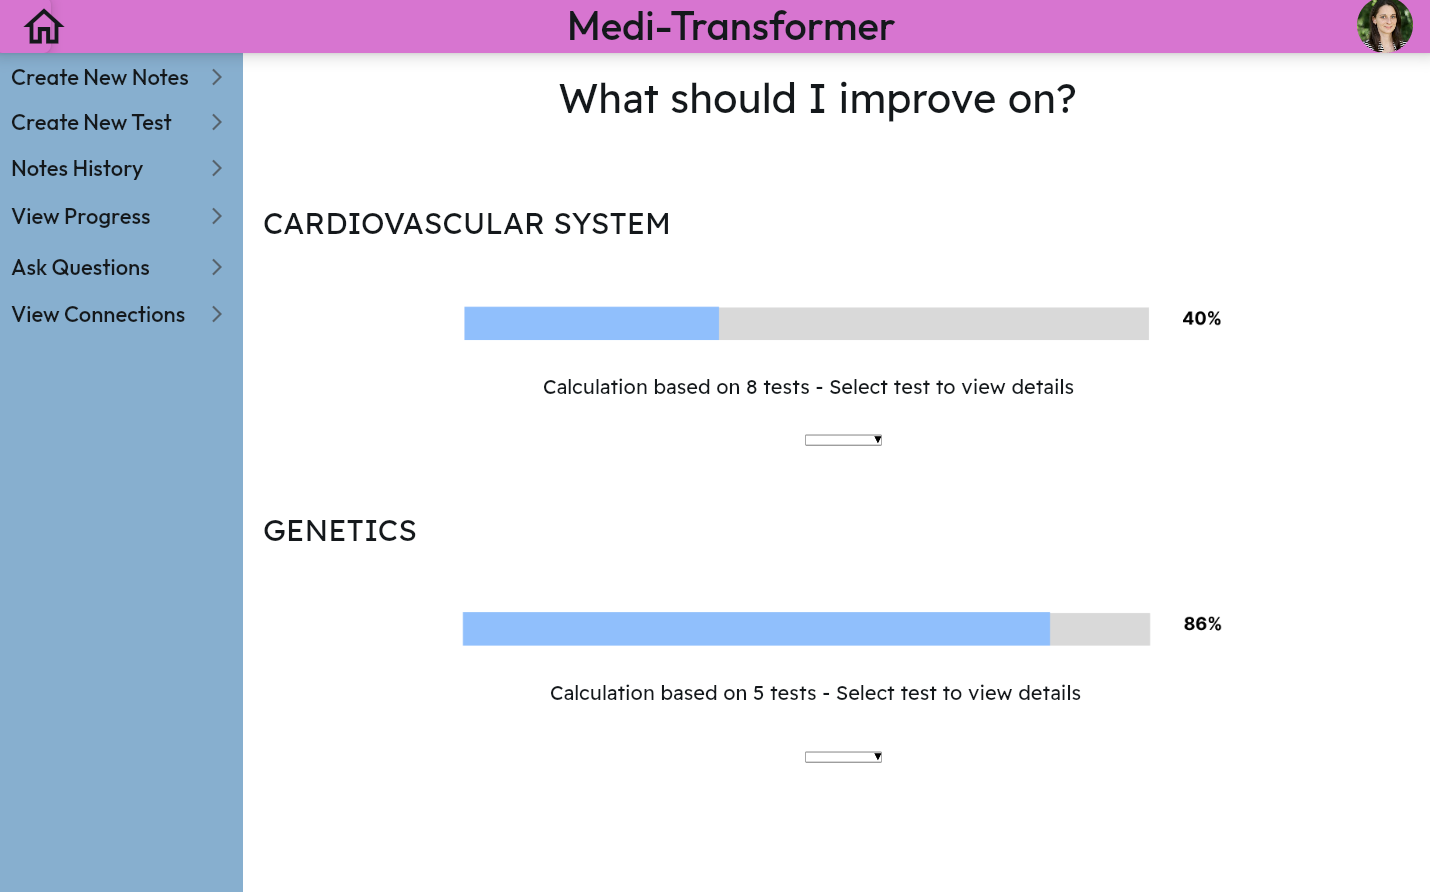 Medi-Transformer
Create New Notes
Create New Test
Notes History
View Progress
Ask Questions
View Connections
What should I improve on?
CARDIOVASCULAR SYSTEM
40%
Calculation based on 8 tests - Select test to view details
GENETICS
86%
Calculation based on 5 tests - Select test to view details